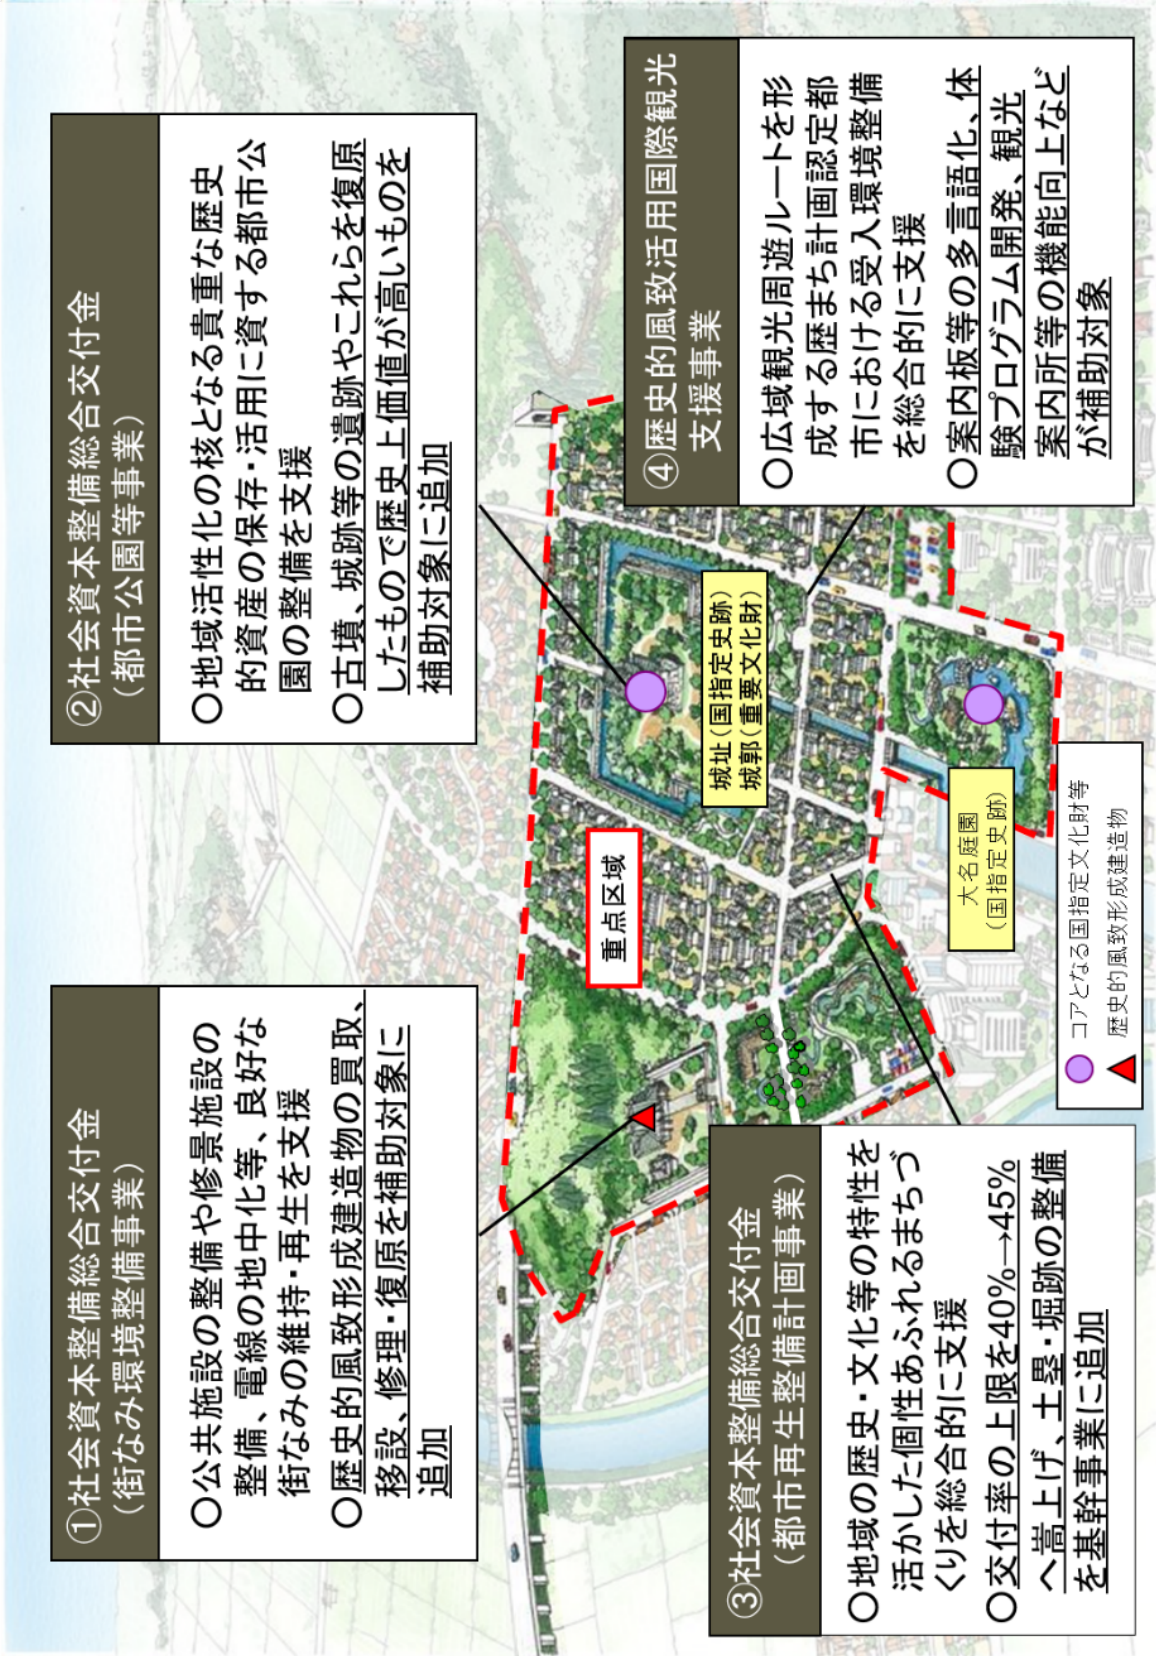 ①社会資本整備総合交付金
(街なみ環境整備事業)
○公共施設の整備や修景施設の
整備、電線の地中化等、良好な
街なみの維持・再生を支援
○歴史的風致形成建造物の買取、
移設、修理・復原を補助対象に
追加
②社会資本整備総合交付金
(都市公園等事業)
○地域活性化の核となる貴重な歴史
的資産の保存・活用に資する都市公
園の整備を支援
○古墳、城跡等の遺跡やこれらを復原
したもので歴史上価値が高いものを
補助対象に追加
重点区域
城址(国指定史跡)
城郭(重要文化財)
大名庭園
(国指定史跡)
③社会資本整備総合交付金
(都市再生整備計画事業)
○地域の歴史・文化等の特性を
活かした個性あふれるまちづ
くりを総合的に支援
○交付率の上限を40%→45%
へ嵩上げ、土塁・堀跡の整備
を基幹事業に追加
④歴史的風致活用国際観光
支援事業
○広域観光周遊ルートを形
成する歴まち計画認定都
市における受入環境整備
を総合的に支援
○案内板等の多言語化、体
験プログラム開発、観光
案内所等の機能向上など
が補助対象
コアとなる国指定文化財等
歴史的風致形成建造物